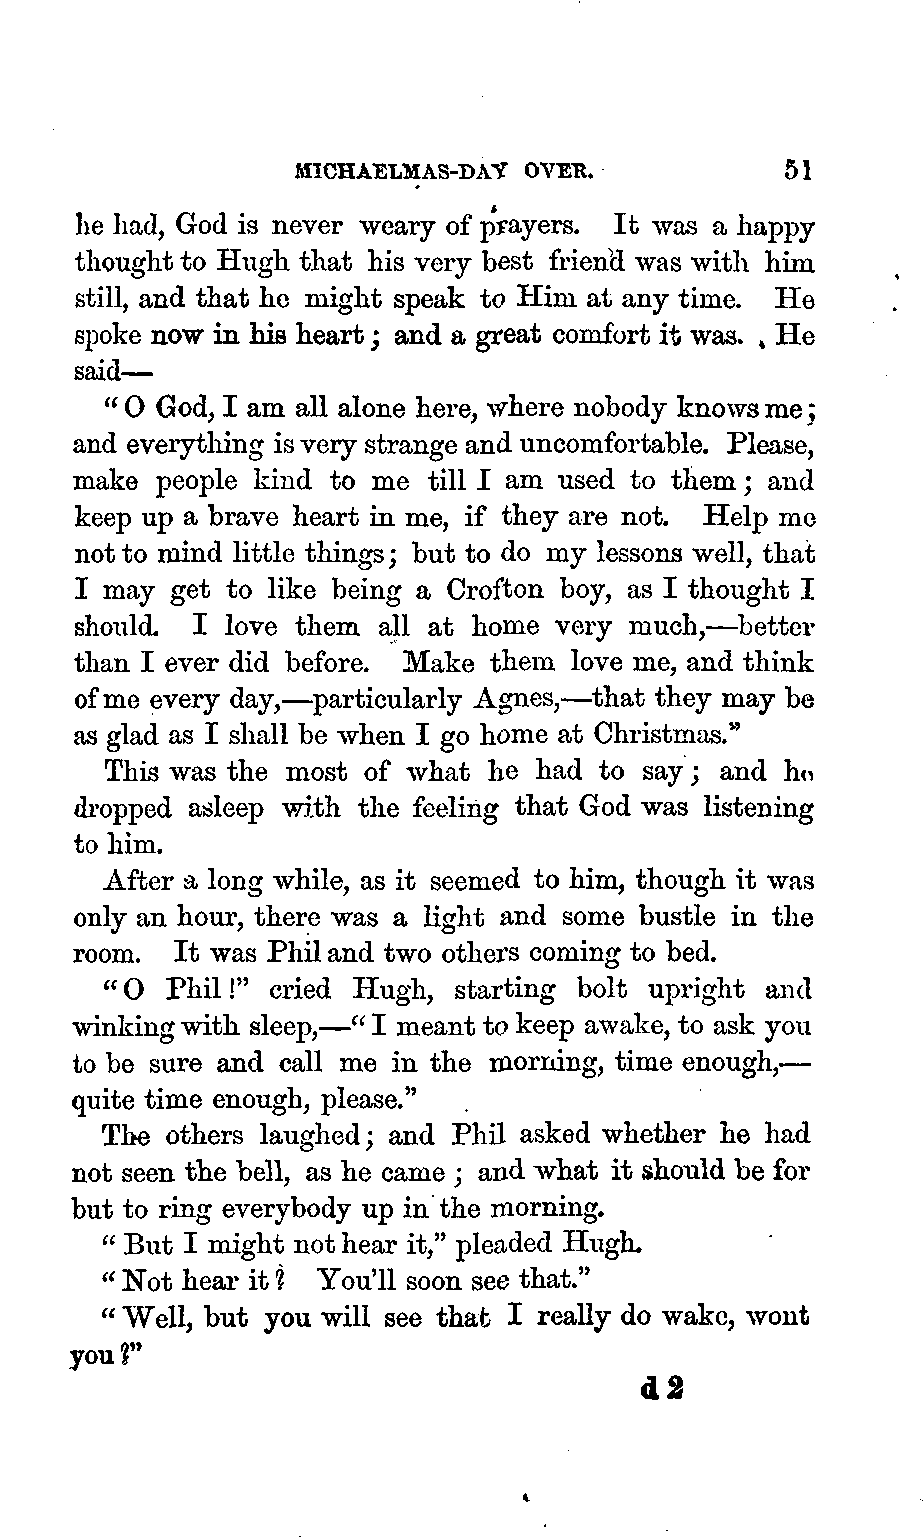 MICHAELMAS-DAY OVER. 51
he had, God is never weary of prayers. It was a happy
thought to Hugh that his very best friend was with him
still, and that he might speak to Him at any time. He
spoke now in his heart; and a great comfort it was. He
said—
"O God, I am all alone here, where nobody knows me;
and everything is very strange and uncomfortable. Please,
make people kind to me till I am used to them; and
keep up a brave heart in me, if they are not. Help me
not to mind little things; but to do my lessons well, that
I may get to like being a Crofton boy, as I thought I
should. I love them all at home very much,—better
than I ever did before. Make them love me, and think
of me every day,—particularly Agnes,—that they may be
as glad as I shall be when I go home at Christmas."
This was the most of what he had to say; and he
dropped asleep with the feeling that God was listening
to him.
After a long while, as it seemed to him, though it was
only an hour, there was a light and some bustle in the
room. It was Phil and two others coming to bed.
"O Phil!" cried Hugh, starting bolt upright and
winking with sleep,—"I meant to keep awake, to ask you
to be sure and call me in the morning, time enough,—
quite time enough, please."
The others laughed; and Phil asked whether he had
not seen the bell, as he came; and what it should be for
but to ring everybody up in the morning.
"But I might not hear it," pleaded Hugh.
"Not hear it? You'll soon see that."
"Well, but you will see that I really do wake, wont
you?"
d 2